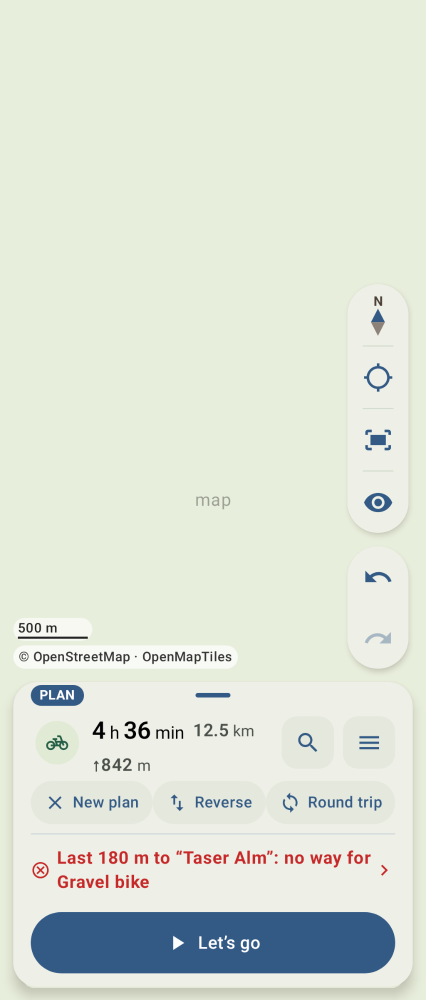 N
map
500 m
© OpenStreetMap · OpenMapTiles
PLAN
4 h 36 min 12.5 km
↑842 m
New plan Reverse Round trip
Last 180 m to “Taser Alm”: no way for
Gravel bike
Let’s go